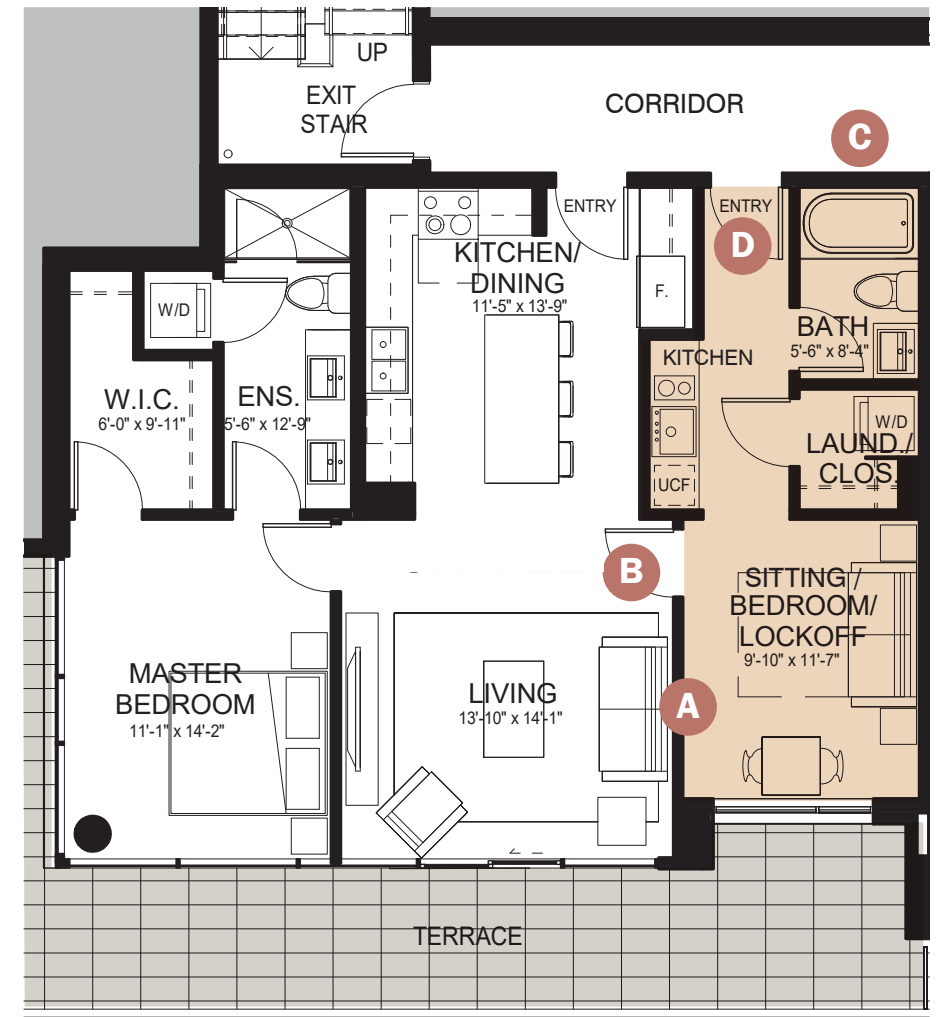 UP
EXIT
STAIR
CORRIDOR
C
ENTRY
ENTRY
D
KITCHEN/
DINING
11'-5" x 13'-9"
F.
W/D
BATH
5'-6" x 8'-4"
KITCHEN
W.I.C.
6'-0" x 9'-11"
ENS.
5'-6" x 12'-9"
W/D
LAUND./
CLOS.
UCF
B
SITTING /
BEDROOM/
LOCKOFF
9'-10" x 11'-7"
MASTER
BEDROOM
11'-1" x 14'-2"
LIVING
13'-10" x 14'-1"
A
TERRACE